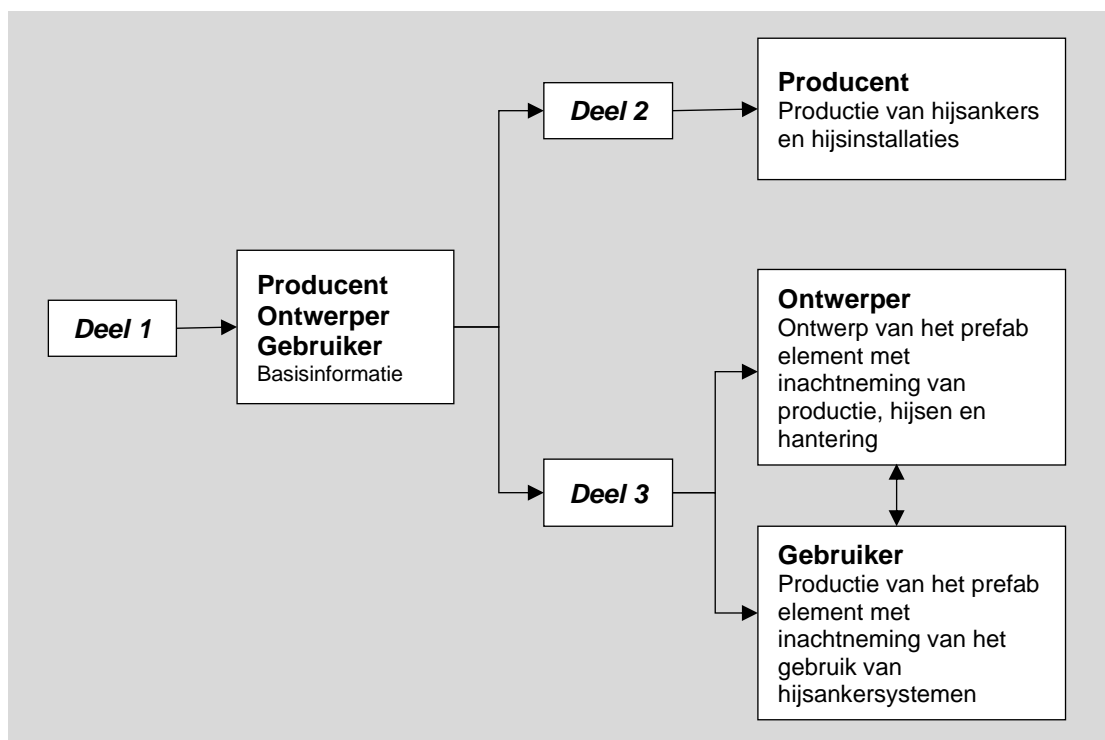 Deel 1
Producent
Ontwerper
Gebruiker
Basisinformatie
Deel 2
Producent
Productie van hijsankers
en hijsinstallaties
Deel 3
Ontwerper
Ontwerp van het prefab
element met
inachtneming van
productie, hijsen en
hantering
Gebruiker
Productie van het prefab
element met
inachtneming van het
gebruik van
hijsankersystemen